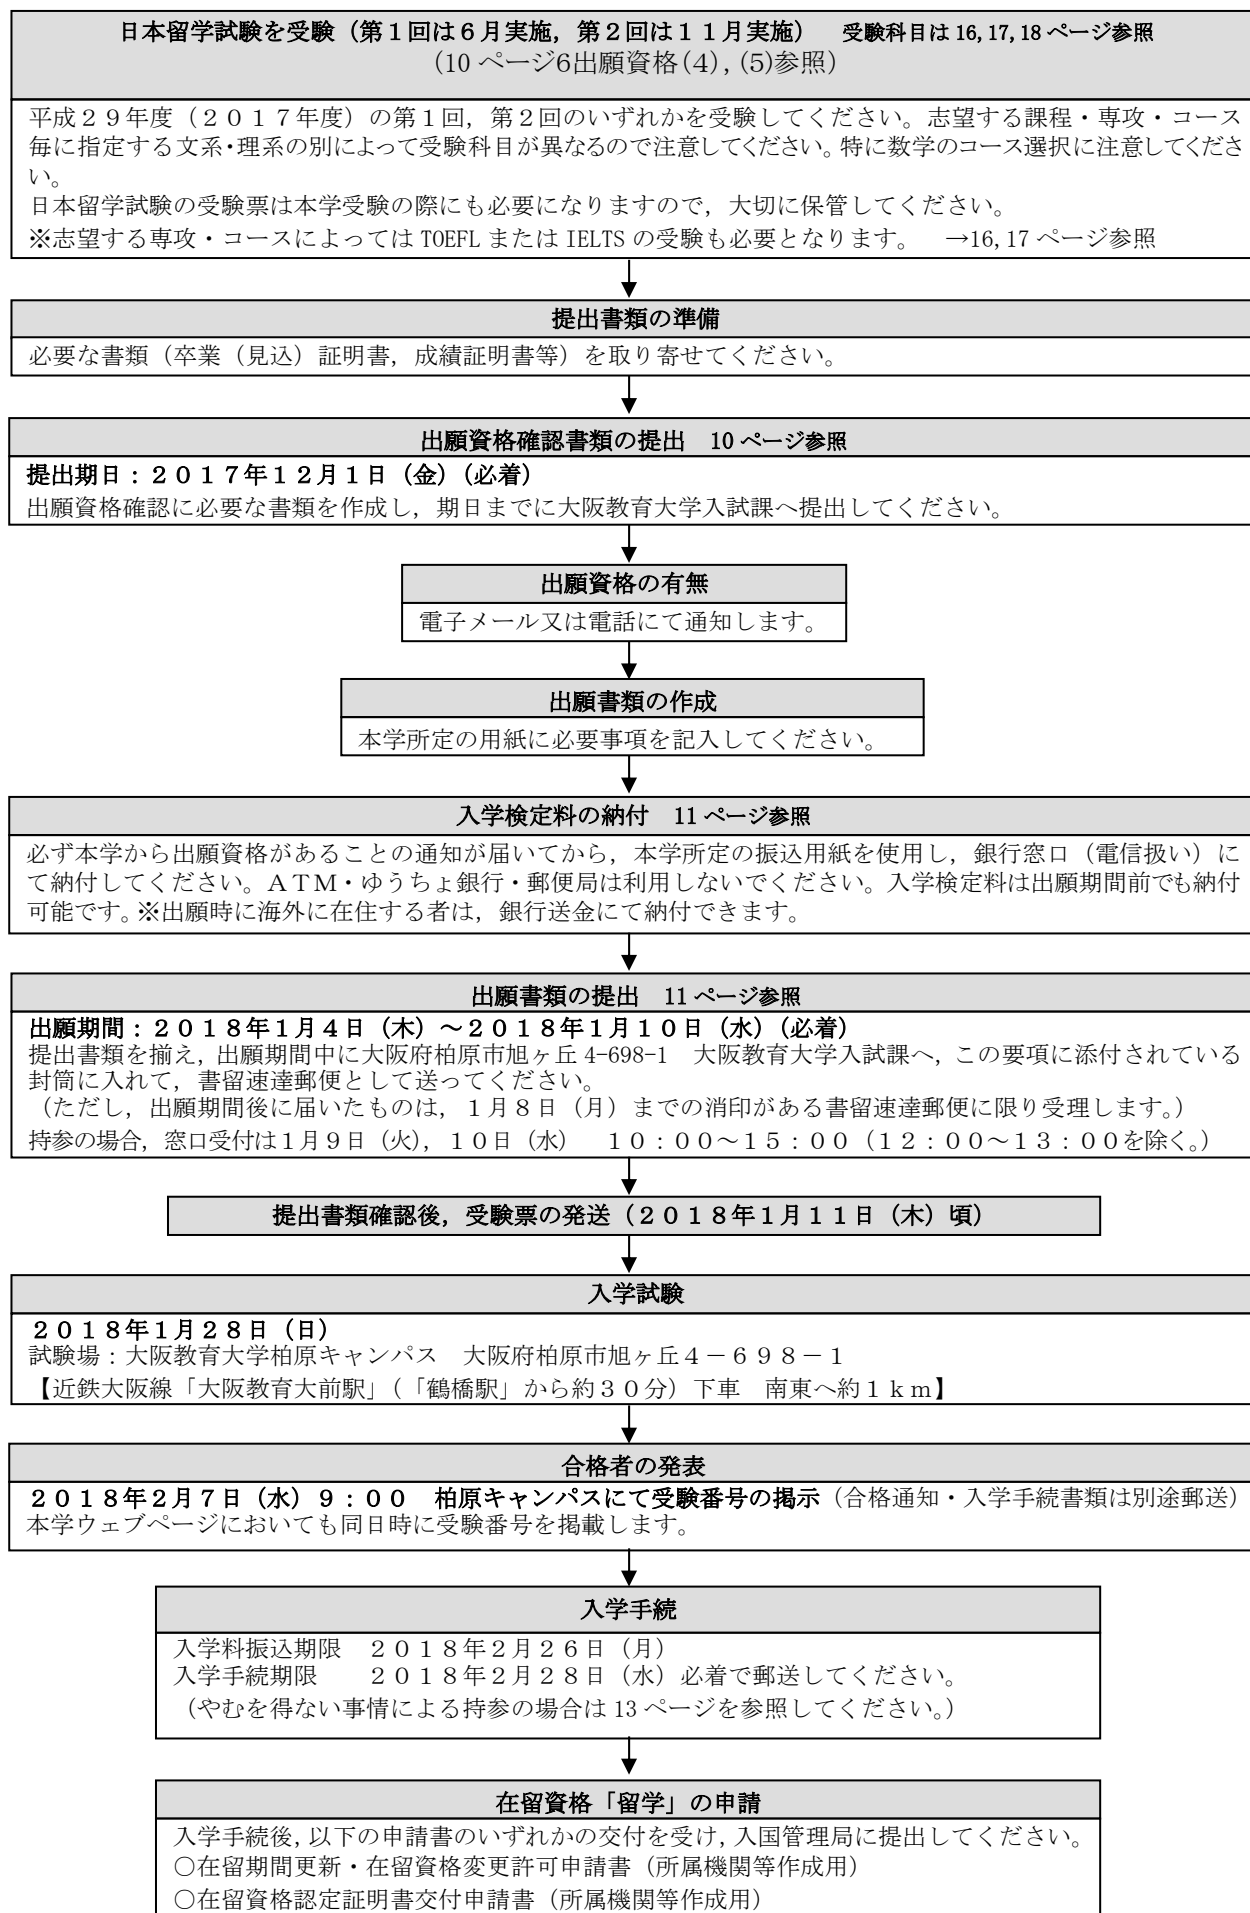 日本留学試験を受験（第１回は６月実施，第２回は１１月実施）　受験科目は 16, 17, 18 ページ参照
（10 ページ6出願資格（4），（5）参照）
平成２９年度（２０１７年度）の第１回，第２回のいずれかを受験してください。志望する課程・専攻・コース
毎に指定する文系・理系の別によって受験科目が異なるので注意してください。特に数学のコース選択に注意してくださ
い。
日本留学試験の受験票は本学受験の際にも必要になりますので，大切に保管してください。
※志望する専攻・コースによっては TOEFL または IELTS の受験も必要となります。　→16, 17 ページ参照
提出書類の準備
必要な書類（卒業（見込）証明書，成績証明書等）を取り寄せてください。
出願資格確認書類の提出　10 ページ参照
提出期日：２０１７年１２月１日（金）（必着）
出願資格確認に必要な書類を作成し，期日までに大阪教育大学入試課へ提出してください。
出願資格の有無
電子メール又は電話にて通知します。
出願書類の作成
本学所定の用紙に必要事項を記入してください。
入学検定料の納付　11 ページ参照
必ず本学から出願資格があることの通知が届いてから，本学所定の振込用紙を使用し，銀行窓口（電信扱い）に
て納付してください。ＡＴＭ・ゆうちょ銀行・郵便局は利用しないでください。入学検定料は出願期間前でも納付
可能です。※出願時に海外に在住する者は，銀行送金にて納付できます。
出願書類の提出　11 ページ参照
出願期間：２０１８年１月４日（木）～２０１８年１月１０日（水）（必着）
提出書類を揃え，出願期間中に大阪府柏原市旭ヶ丘 4-698-1　大阪教育大学入試課へ，この要項に添付されている
封筒に入れて，書留速達郵便として送ってください。
（ただし，出願期間後に届いたものは，１月８日（月）までの消印がある書留速達郵便に限り受理します。）
持参の場合，窓口受付は１月９日（火），１０日（水）　１０：００～１５：００（１２：００～１３：００を除く。）
提出書類確認後，受験票の発送（２０１８年１月１１日（木）頃）
入学試験
２０１８年１月２８日（日）
試験場：大阪教育大学柏原キャンパス　大阪府柏原市旭ヶ丘４－６９８－１
【近鉄大阪線「大阪教育大前駅」（「鶴橋駅」から約３０分）下車　南東へ約１ｋｍ】
合格者の発表
２０１８年２月７日（水）９：００　柏原キャンパスにて受験番号の掲示（合格通知・入学手続書類は別途郵送）
本学ウェブページにおいても同日時に受験番号を掲載します。
入学手続
入学料振込期限　２０１８年２月２６日（月）
入学手続期限　　２０１８年２月２８日（水）必着で郵送してください。
（やむを得ない事情による持参の場合は 13 ページを参照してください。）
在留資格「留学」の申請
入学手続後，以下の申請書のいずれかの交付を受け，入国管理局に提出してください。
○在留期間更新・在留資格変更許可申請書（所属機関等作成用）
○在留資格認定証明書交付申請書（所属機関等作成用）